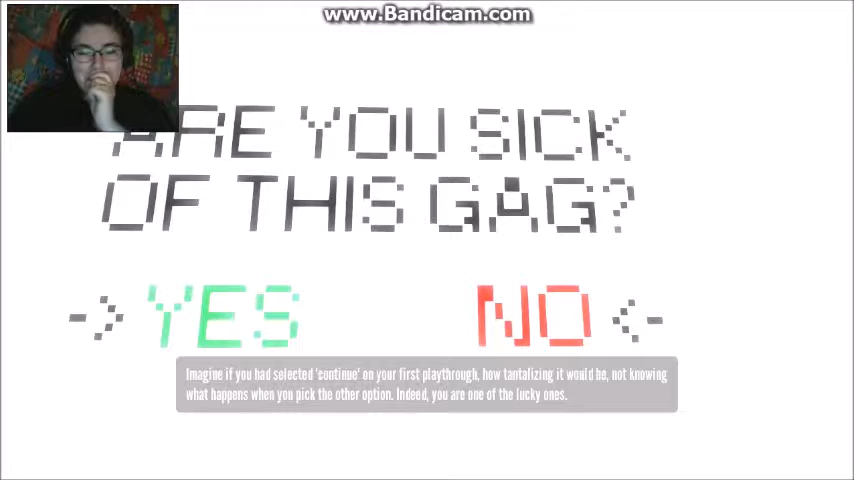 www.Bandicam.com
ARE YOU SICK
OF THIS GAG?
-> YES NO <-
Imagine if you had selected 'continue' on your first playthrough, how tantalizing it would be, not knowing
what happens when you pick the other option. Indeed, you are one of the lucky ones.